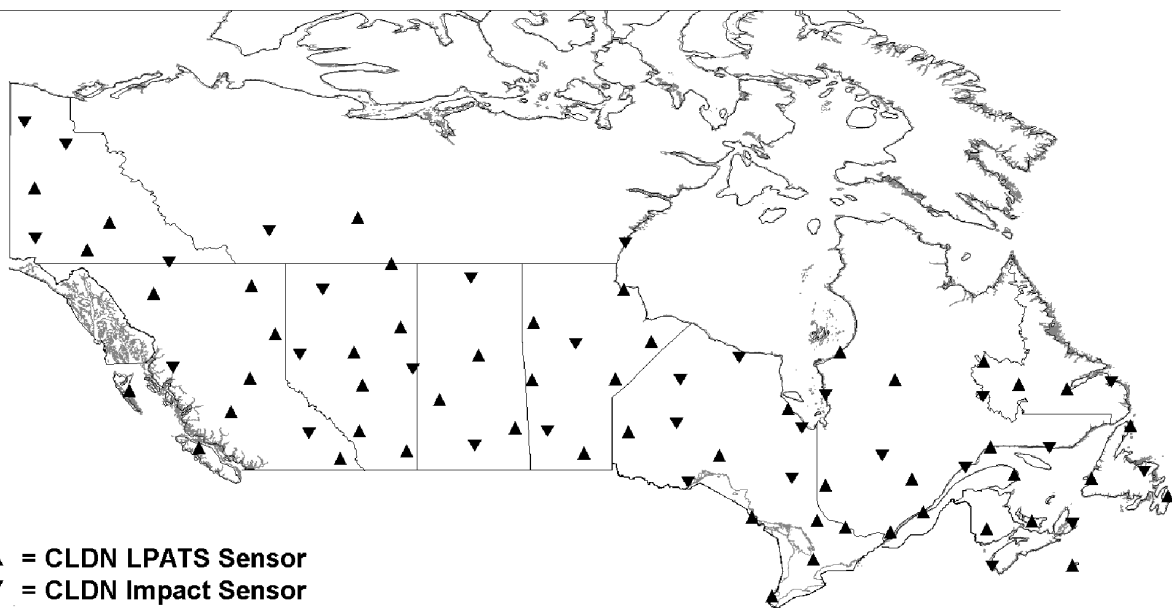 = CLDN LPATS Sensor
= CLDN Impact Sensor